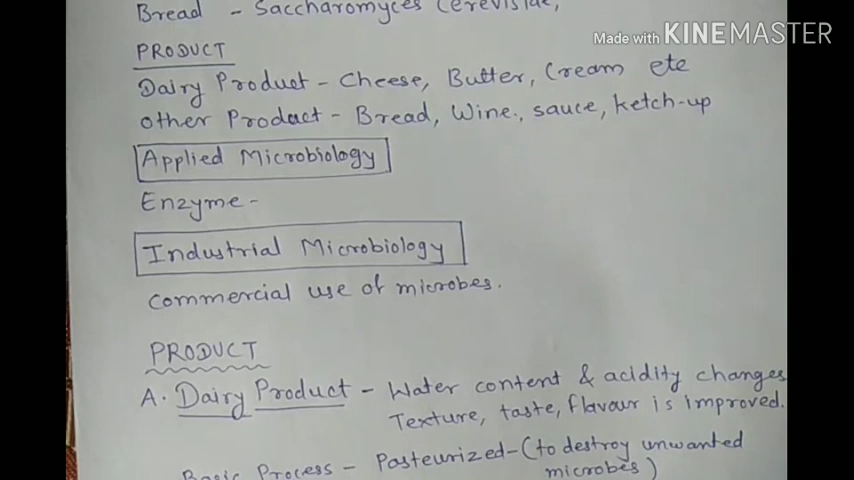 Bread - Saccharomyces Cerevisiae,
Made with KINEMASTER
PRODUCT
Dairy Product - Cheese, Butter, Cream etc
other Product - Bread, Wine., sauce, ketch-up
Applied Microbiology
Enzyme -
Industrial Microbiology
Commercial use of microbes.
PRODUCT
A. Dairy Product - Water content & acidity changes
Texture, taste, flavour is improved.
Basic Process - Pasteurized - (to destroy unwanted
microbes)